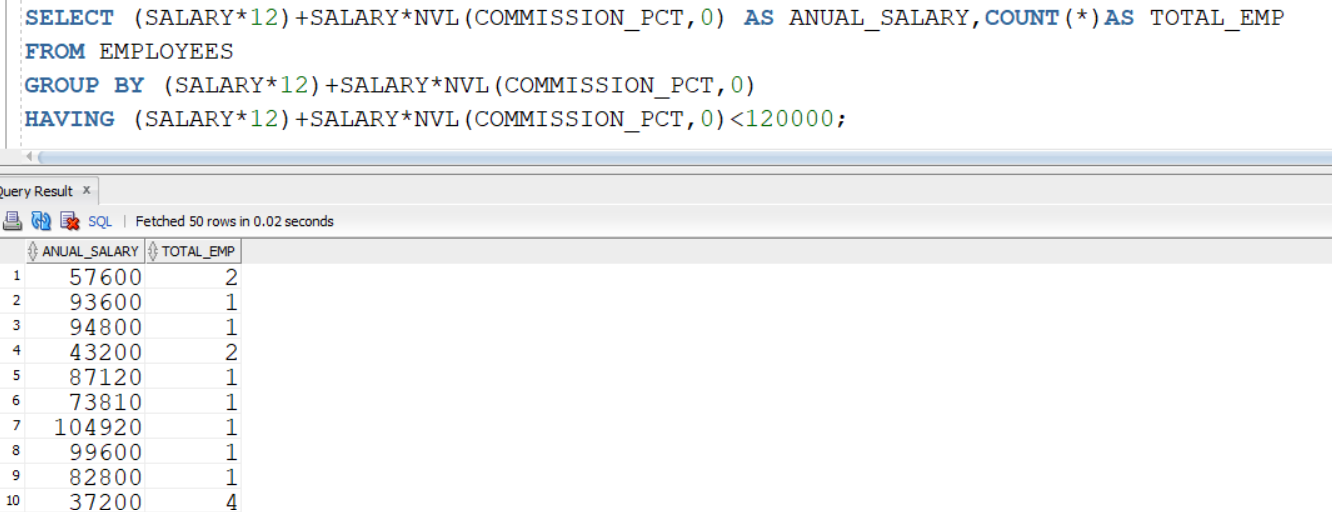 SELECT (SALARY*12)+SALARY*NVL(COMMISSION_PCT,0) AS ANUAL_SALARY,COUNT(*)AS TOTAL_EMP
FROM EMPLOYEES
GROUP BY (SALARY*12)+SALARY*NVL(COMMISSION_PCT,0)
HAVING (SALARY*12)+SALARY*NVL(COMMISSION_PCT,0)<120000;
Query Result x
SQL | Fetched 50 rows in 0.02 seconds
ANUAL_SALARY TOTAL_EMP
1 57600 2
2 93600 1
3 94800 1
4 43200 2
5 87120 1
6 73810 1
7 104920 1
8 99600 1
9 82800 1
10 37200 4